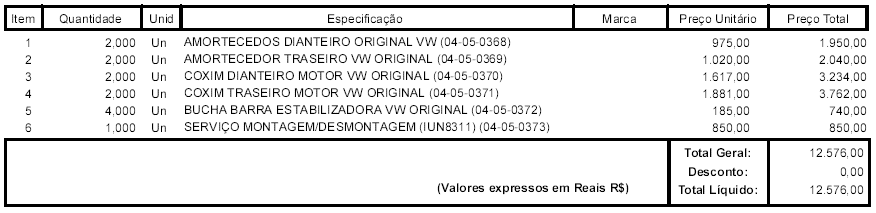 Item Quantidade Unid Especificação Marca Preço Unitário Preço Total
1 2,000 Un AMORTECEDOS DIANTEIRO ORIGINAL VW (04-05-0368) 975,00 1.950,00
2 2,000 Un AMORTECEDOR TRASEIRO VW ORIGINAL (04-05-0369) 1.020,00 2.040,00
3 2,000 Un COXIM DIANTEIRO MOTOR VW ORIGINAL (04-05-0370) 1.617,00 3.234,00
4 2,000 Un COXIM TRASEIRO MOTOR VW ORIGINAL (04-05-0371) 1.881,00 3.762,00
5 4,000 Un BUCHA BARRA ESTABILIZADORA VW ORIGINAL (04-05-0372) 185,00 740,00
6 1,000 Un SERVIÇO MONTAGEM/DESMONTAGEM (IUN8311) (04-05-0373) 850,00 850,00
Total Geral: 12.576,00
Desconto: 0,00
(Valores expressos em Reais R$) Total Líquido: 12.576,00